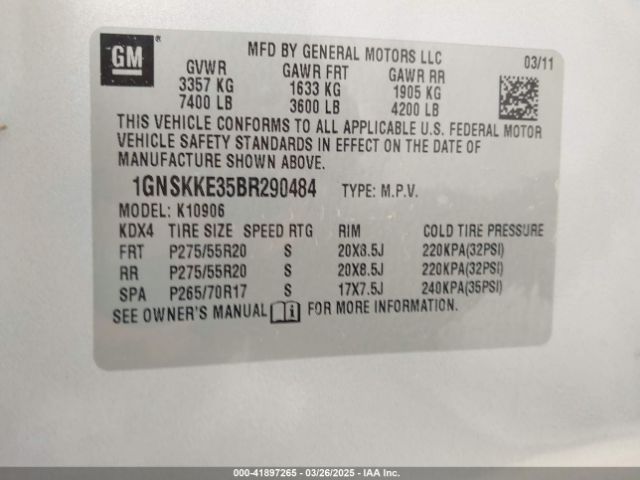 GM ®
MFD BY GENERAL MOTORS LLC 03/11
GVWR GAWR FRT GAWR RR
3357 KG 1633 KG 1905 KG
7400 LB 3600 LB 4200 LB
THIS VEHICLE CONFORMS TO ALL APPLICABLE U.S. FEDERAL MOTOR
VEHICLE SAFETY STANDARDS IN EFFECT ON THE DATE OF
MANUFACTURE SHOWN ABOVE.
1GNSKKE35BR290484 TYPE: M.P.V.
MODEL: K10906
KDX4 TIRE SIZE SPEED RTG RIM COLD TIRE PRESSURE
FRT P275/55R20 S 20X8.5J 220KPA(32PSI)
RR P275/55R20 S 20X8.5J 220KPA(32PSI)
SPA P265/70R17 S 17X7.5J 240KPA(35PSI)
SEE OWNER'S MANUAL i FOR MORE INFORMATION.
000-41897265 | 03/26/2025 - IAA Inc. | Copyright